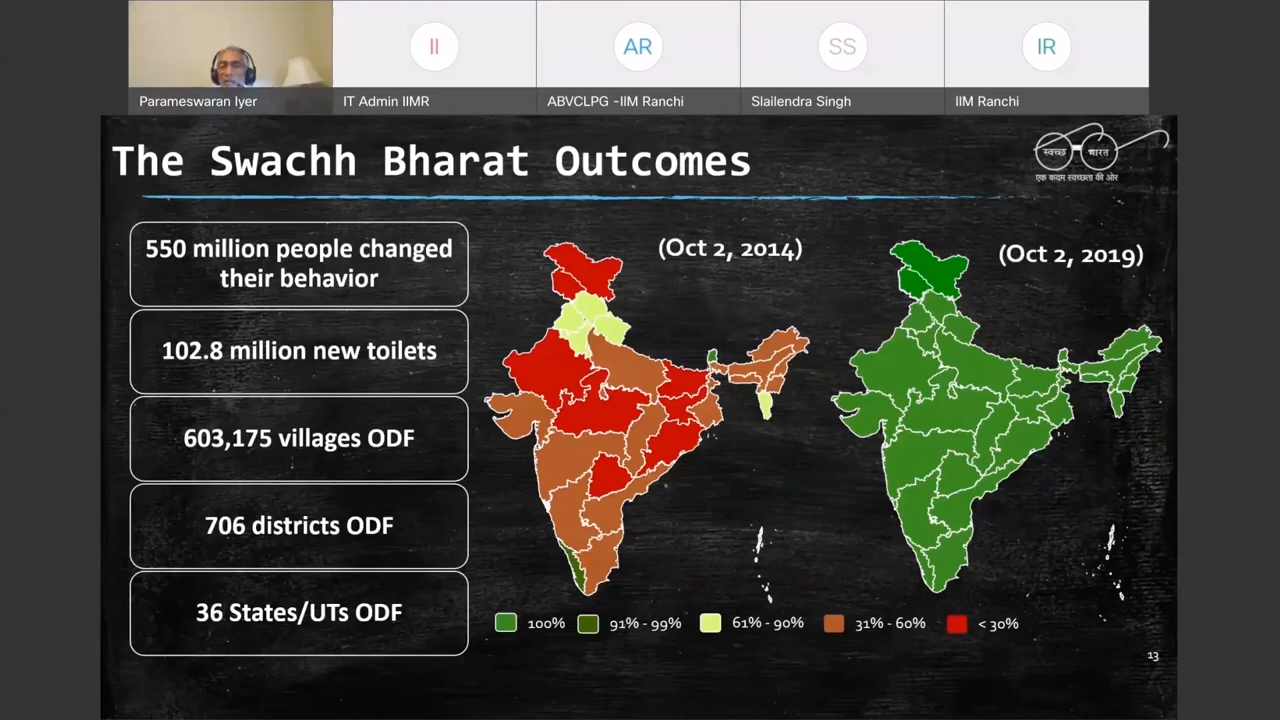 II
AR
SS
IR
Parameswaran Iyer
IT Admin IIMR
ABVCLPG -IIM Ranchi
Slailendra Singh
IIM Ranchi
The Swachh Bharat Outcomes
स्वच्छ भारत
एक कदम स्वच्छता की ओर
550 million people changed
their behavior
102.8 million new toilets
603,175 villages ODF
706 districts ODF
36 States/UTs ODF
(Oct 2, 2014)
(Oct 2, 2019)
100% 91% - 99% 61% - 90% 31% - 60% < 30%
13